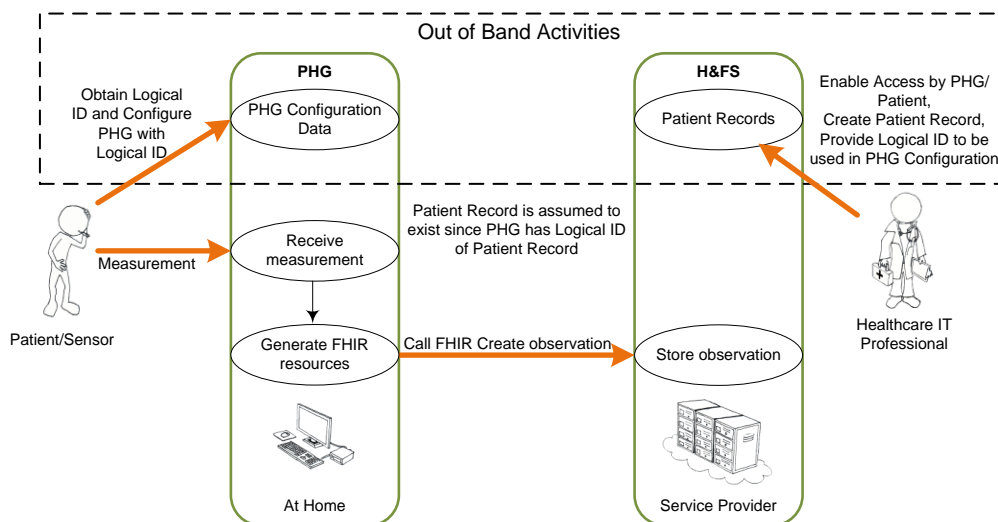 Out of Band Activities
PHG
H&FS
Obtain Logical
ID and Configure
PHG with
Logical ID
PHG Configuration
Data
Patient Records
Enable Access by PHG/
Patient,
Create Patient Record,
Provide Logical ID to be
used in PHG Configuration
Patient Record is assumed to
exist since PHG has Logical ID
of Patient Record
Measurement
Receive
measurement
Patient/Sensor
Healthcare IT
Professional
Generate FHIR
resources
Call FHIR Create observation
Store observation
At Home
Service Provider